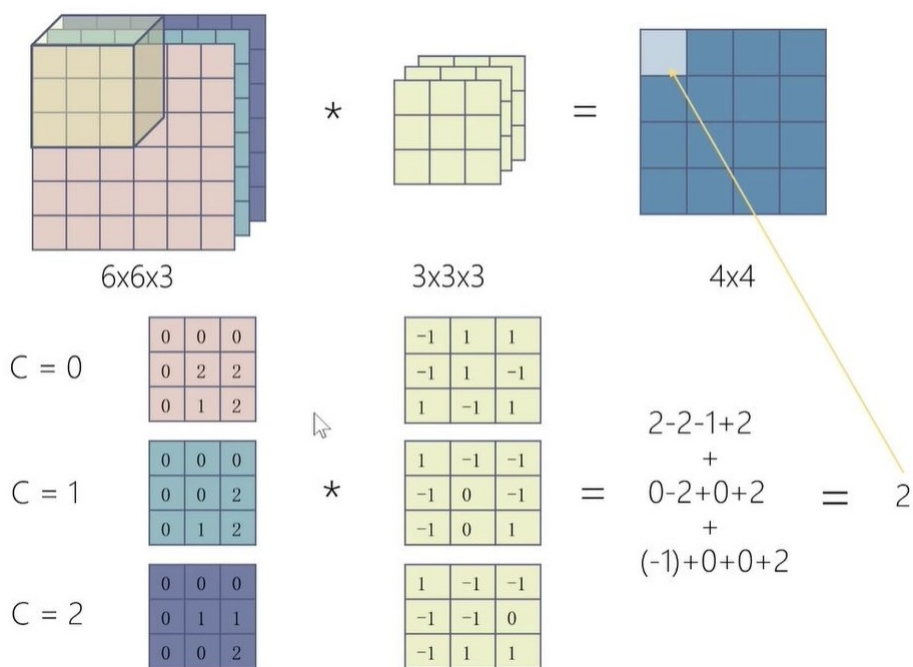 * =
6x6x3 3x3x3 4x4
C = 0
0 0 0
0 2 2
0 1 2
-1 1 1
-1 1 -1
1 -1 1
C = 1
0 0 0
0 0 2
0 1 2
*
1 -1 -1
-1 0 -1
-1 0 1
=
2-2-1+2
+
0-2+0+2
+
(-1)+0+0+2
= 2
C = 2
0 0 0
0 1 1
0 0 2
1 -1 -1
-1 -1 0
-1 1 1